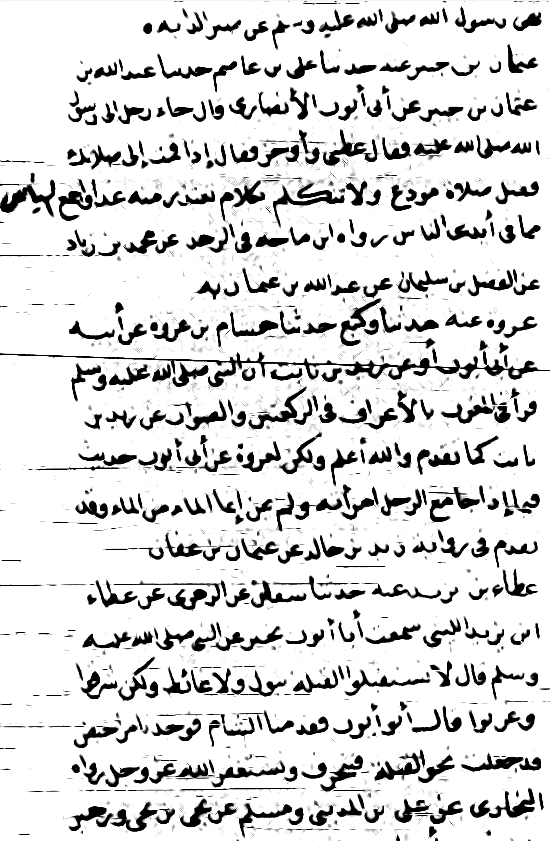 نهى رسول الله صلى الله عليه وسلم عن صبر الدابة ه
عثمان بن جبير عنه حدثنا علي بن عاصم حدثنا عبد الله بن
عثمان بن جبير عن أبي أيوب الأنصاري قال جاء رجل إلى رسول
الله صلى الله عليه فقال عظني وأوجز فقال إذا قمت إلى صلاتك
فصل صلاة مودع ولا تتكلم بكلام تعتذر منه غدا واجمع اليأس
مما في أيدي الناس رواه ابن ماجه في الزهد عن محمد بن زياد
عن الفضل بن سليمان عن عبد الله بن عثمان به
عروة عنه حدثنا وكيع حدثنا هشام بن عروة عن أبيه
عن أبي أيوب أو عن زيد بن ثابت أن النبي صلى الله عليه وسلم
قرأ في المغرب بالأعراف في الركعتين والصواب عن زيد بن
ثابت كما تقدم والله أعلم ولكن لعروة عن أبي أيوب حديث
فيما إذا جامع الرجل امرأته ولم يمن إنما الماء من الماء وقد
تقدم في رواية زيد بن خالد عن عثمان بن عفان
عطاء بن يزيد عنه حدثنا سفيان عن الزهري عن عطاء
ابن يزيد الليثي سمعت أبا أيوب يخبر عن النبي صلى الله عليه
وسلم قال لا تستقبلوا القبلة ببول ولا غائط ولكن شرقوا
وغربوا قال أبو أيوب فقدمنا الشام فوجدنا مراحيض
قد جعلت نحو القبلة فننحرف ونستغفر الله عز وجل رواه
البخاري عن علي بن المديني ومسلم عن يحيى بن يحيى وزهير